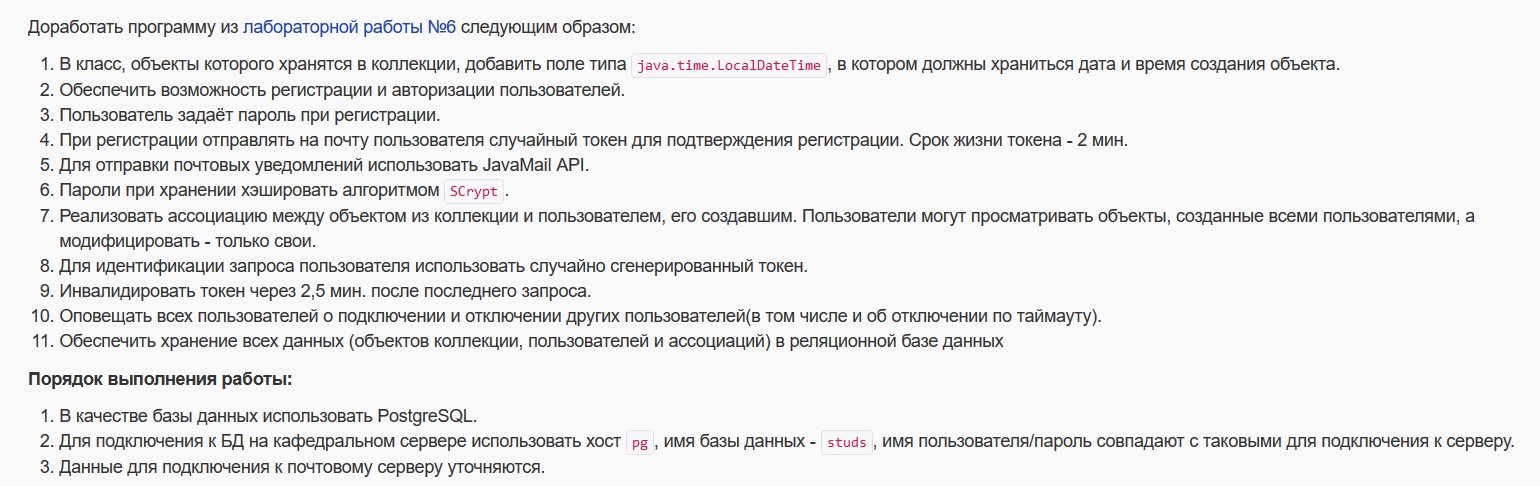 Доработать программу из лабораторной работы №6 следующим образом:
1. В класс, объекты которого хранятся в коллекции, добавить поле типа java.time.LocalDateTime, в котором должны храниться дата и время создания объекта.
2. Обеспечить возможность регистрации и авторизации пользователей.
3. Пользователь задаёт пароль при регистрации.
4. При регистрации отправлять на почту пользователя случайный токен для подтверждения регистрации. Срок жизни токена - 2 мин.
5. Для отправки почтовых уведомлений использовать JavaMail API.
6. Пароли при хранении хэшировать алгоритмом SCrypt.
7. Реализовать ассоциацию между объектом из коллекции и пользователем, его создавшим. Пользователи могут просматривать объекты, созданные всеми пользователями, а
модифицировать - только свои.
8. Для идентификации запроса пользователя использовать случайно сгенерированный токен.
9. Инвалидировать токен через 2,5 мин. после последнего запроса.
10. Оповещать всех пользователей о подключении и отключении других пользователей(в том числе и об отключении по таймауту).
11. Обеспечить хранение всех данных (объектов коллекции, пользователей и ассоциаций) в реляционной базе данных
Порядок выполнения работы:
1. В качестве базы данных использовать PostgreSQL.
2. Для подключения к БД на кафедральном сервере использовать хост pg, имя базы данных - studs, имя пользователя/пароль совпадают с таковыми для подключения к серверу.
3. Данные для подключения к почтовому серверу уточняются.